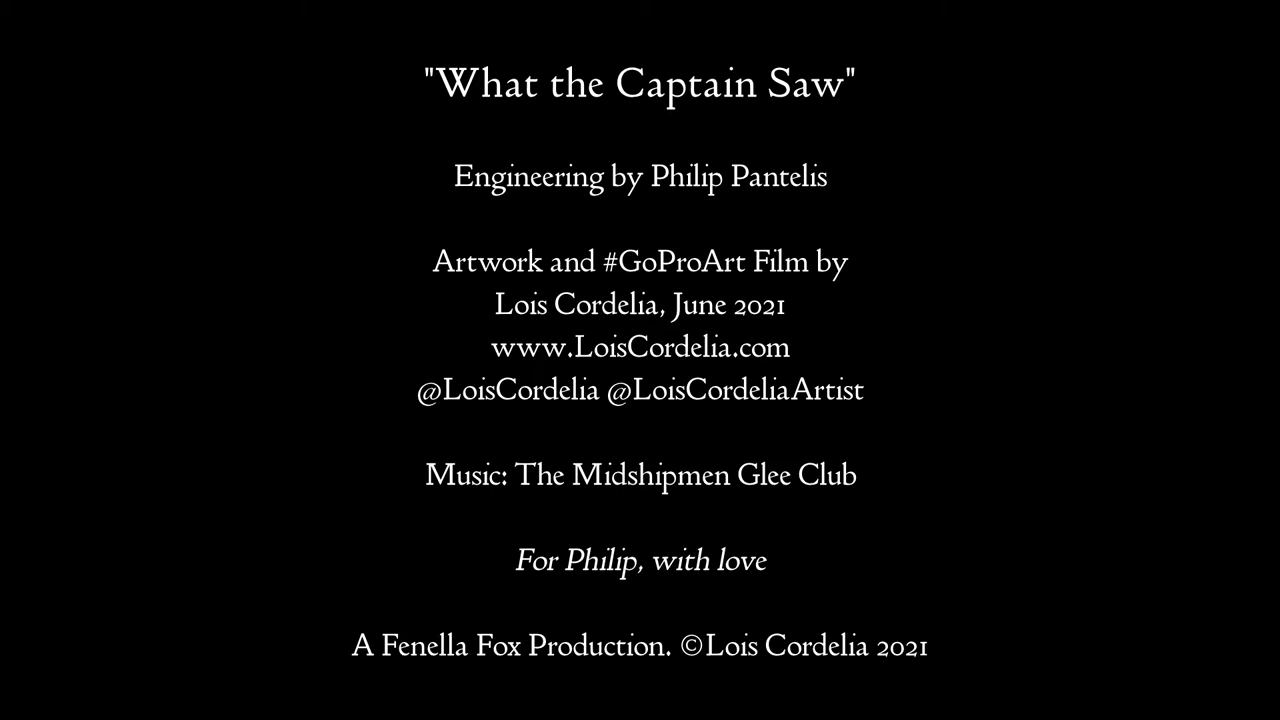 "What the Captain Saw"
Engineering by Philip Pantelis
Artwork and #GoProArt Film by
Lois Cordelia, June 2021
www.LoisCordelia.com
@LoisCordelia @LoisCordeliaArtist
Music: The Midshipmen Glee Club
For Philip, with love
A Fenella Fox Production. ©Lois Cordelia 2021